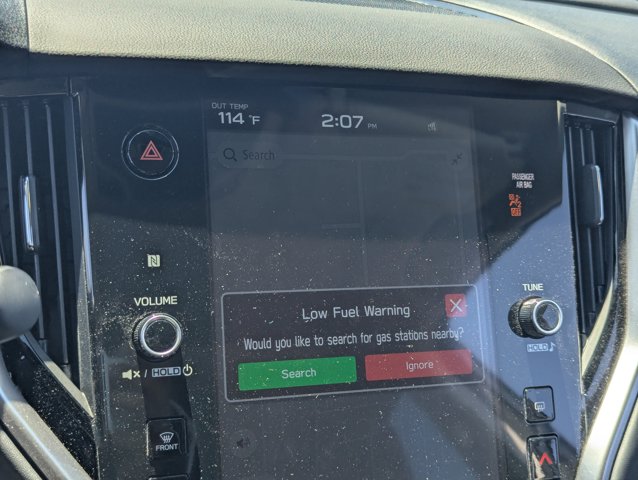 OUT TEMP
114 °F
2:07 PM
Search
PASSENGER
AIR BAG
OFF
N
VOLUME
TUNE
Low Fuel Warning
Would you like to search for gas stations nearby?
Search
Ignore
/ HOLD
HOLD
FRONT